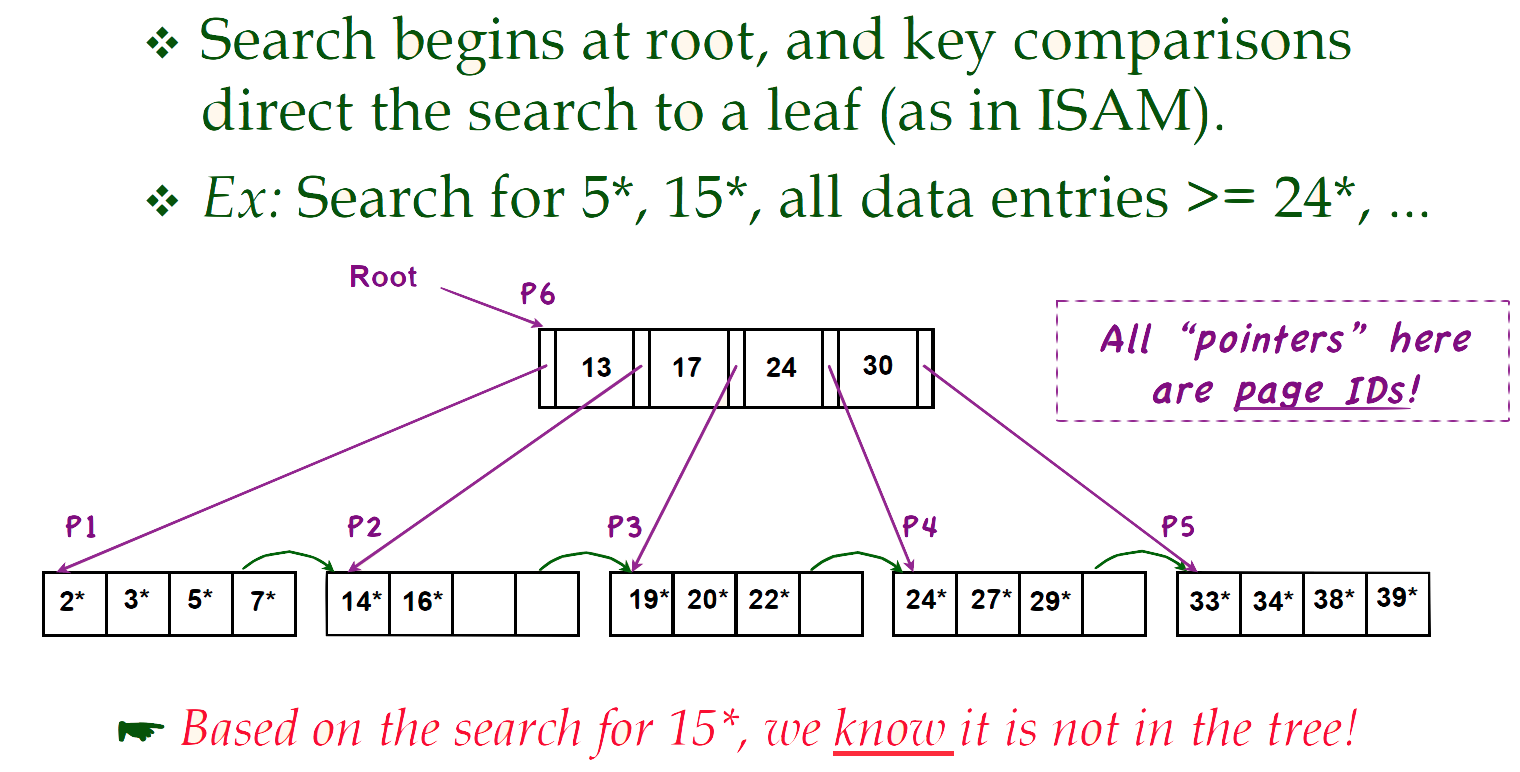 ❖ Search begins at root, and key comparisons
direct the search to a leaf (as in ISAM).
❖ Ex: Search for 5*, 15*, all data entries >= 24*, ...
Root
P6
13 17 24 30
All “pointers” here
are page IDs!
P1 P2 P3 P4 P5
2* 3* 5* 7* 14* 16* 19* 20* 22* 24* 27* 29* 33* 34* 38* 39*
☛ Based on the search for 15*, we know it is not in the tree!